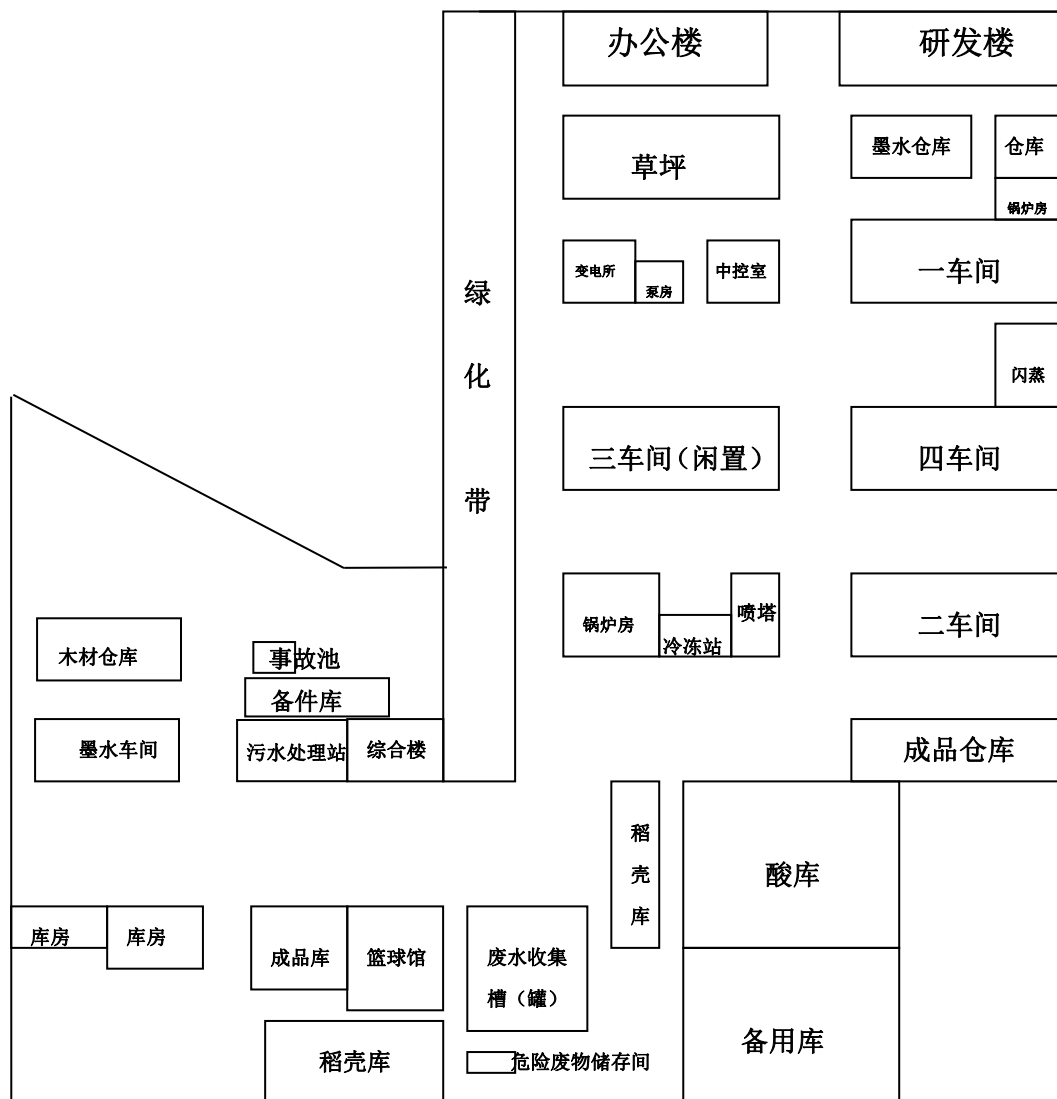 办公楼
研发楼
草坪
墨水仓库
仓库
锅炉房
变电所
泵房
中控室
一车间
绿
化
带
闪蒸
三车间（闲置）
四车间
锅炉房
冷冻站
喷塔
二车间
木材仓库
事故池
备件库
墨水车间
污水处理站
综合楼
成品仓库
稻
壳
库
酸库
库房
库房
成品库
篮球馆
废水收集
槽（罐）
备用库
稻壳库
危险废物储存间